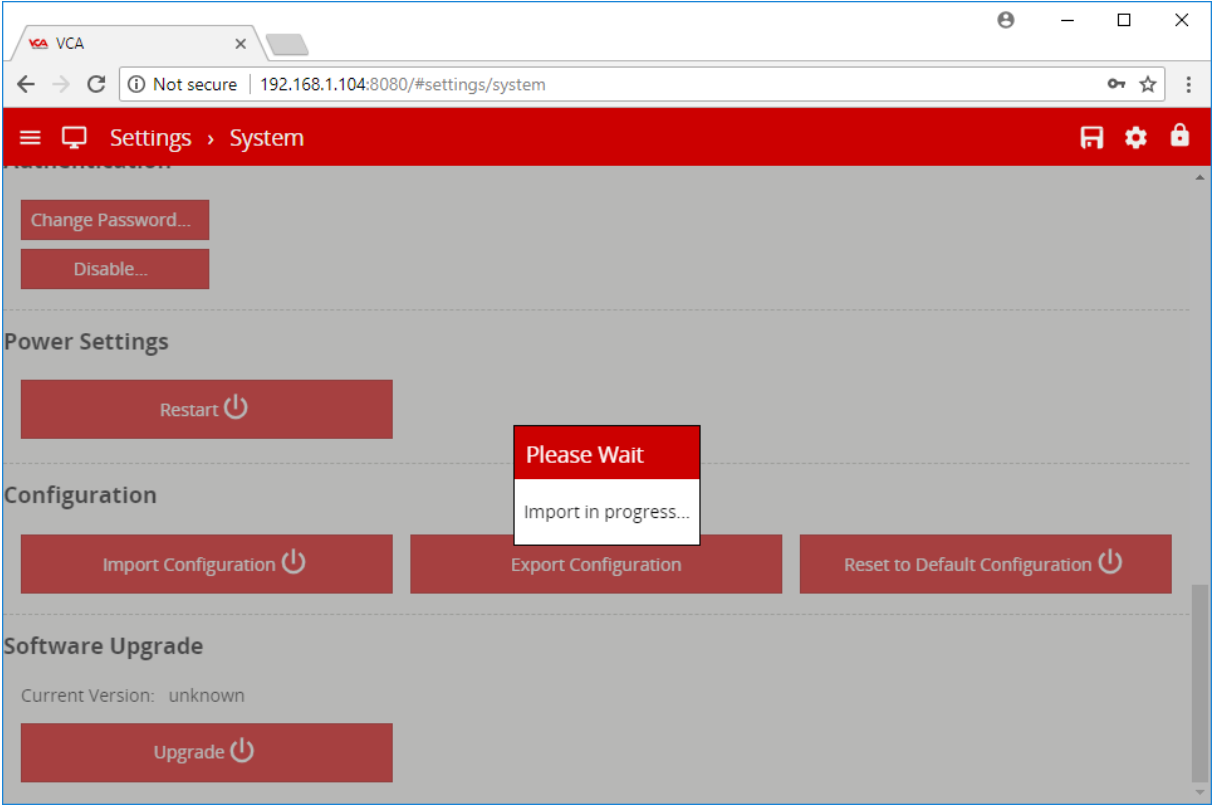 VCA VCA
Not secure | 192.168.1.104:8080/#settings/system
Settings › System
Authentication
Change Password...
Disable...
Power Settings
Restart
Please Wait
Import in progress...
Configuration
Import Configuration Export Configuration Reset to Default Configuration
Software Upgrade
Current Version: unknown
Upgrade